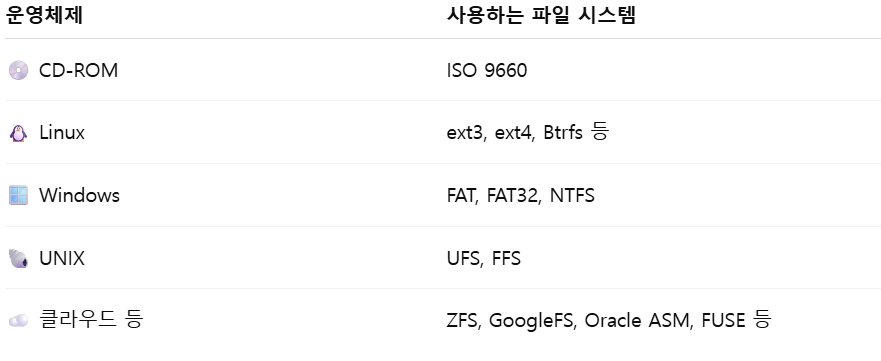 운영체제 사용하는 파일 시스템
CD-ROM ISO 9660
Linux ext3, ext4, Btrfs 등
Windows FAT, FAT32, NTFS
UNIX UFS, FFS
클라우드 등 ZFS, GoogleFS, Oracle ASM, FUSE 등